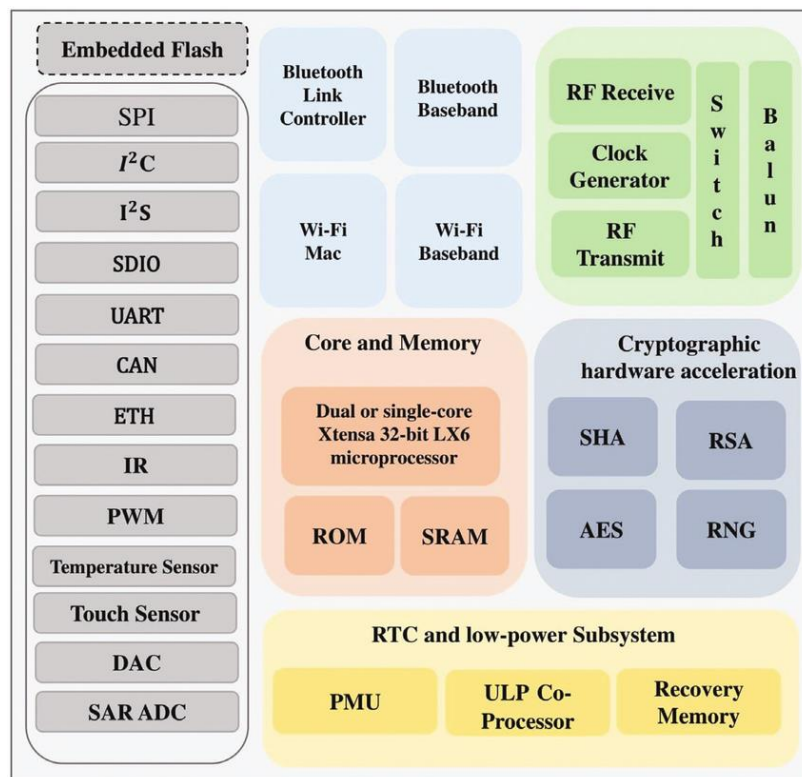 Embedded Flash
SPI
I²C
I²S
SDIO
UART
CAN
ETH
IR
PWM
Temperature Sensor
Touch Sensor
DAC
SAR ADC
Bluetooth
Link
Controller
Bluetooth
Baseband
Wi-Fi
Mac
Wi-Fi
Baseband
RF Receive
Clock
Generator
RF
Transmit
Switch
Balun
Core and Memory
Dual or single-core
Xtensa 32-bit LX6
microprocessor
ROM
SRAM
Cryptographic
hardware acceleration
SHA
RSA
AES
RNG
RTC and low-power Subsystem
PMU
ULP Co-
Processor
Recovery
Memory